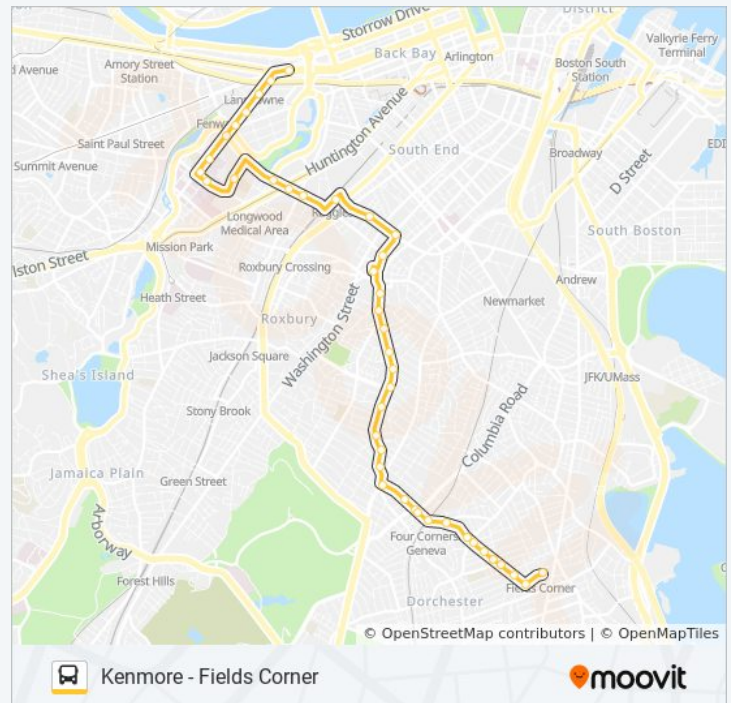 District
Storrow Drive
Valkyrie Ferry
Terminal
Back Bay
Arlington
d Avenue
Amory Street
Station
Boston South
Station
Lansdowne
Saint Paul Street
Fenway
Huntington Avenue
EDI
Summit Avenue
South End
Broadway
D Street
Longwood
Medical Area
Ruggles
South Boston
Mission Park
lston Street
Roxbury Crossing
Andrew
Heath Street
Newmarket
Roxbury
Washington Street
Jackson Square
Shea's Island
JFK/UMass
Stony Brook
Columbia Road
Jamaica Plain
Green Street
Arborway
Four Corners
Geneva
Forest Hills
Fields Corner
Dorchester
© OpenStreetMap contributors | © OpenMapTiles
Kenmore - Fields Corner
moovit